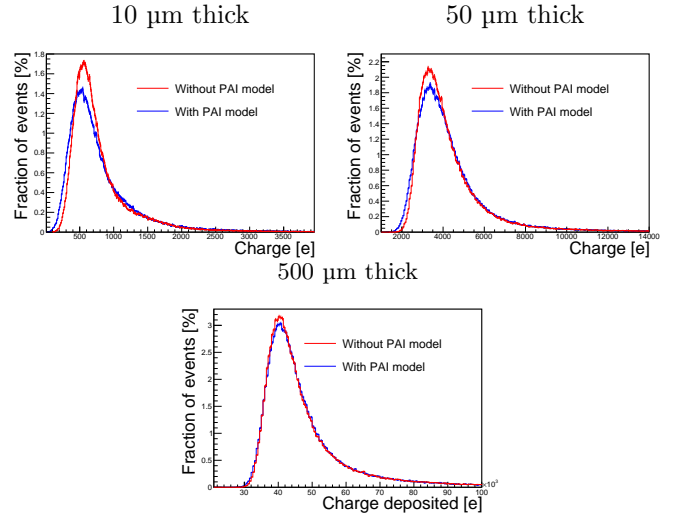 10 µm thick
50 µm thick
Fraction of events [%]
1.8
1.6
1.4
1.2
1
0.8
0.6
0.4
0.2
0
Without PAI model
With PAI model
500 1000 1500 2000 2500 3000 3500
Charge [e]
Fraction of events [%]
2.2
2
1.8
1.6
1.4
1.2
1
0.8
0.6
0.4
0.2
0
Without PAI model
With PAI model
2000 4000 6000 8000 10000 12000 14000
Charge [e]
500 µm thick
Fraction of events [%]
3
2.5
2
1.5
1
0.5
0
Without PAI model
With PAI model
30 40 50 60 70 80 90 100
×10³
Charge deposited [e]